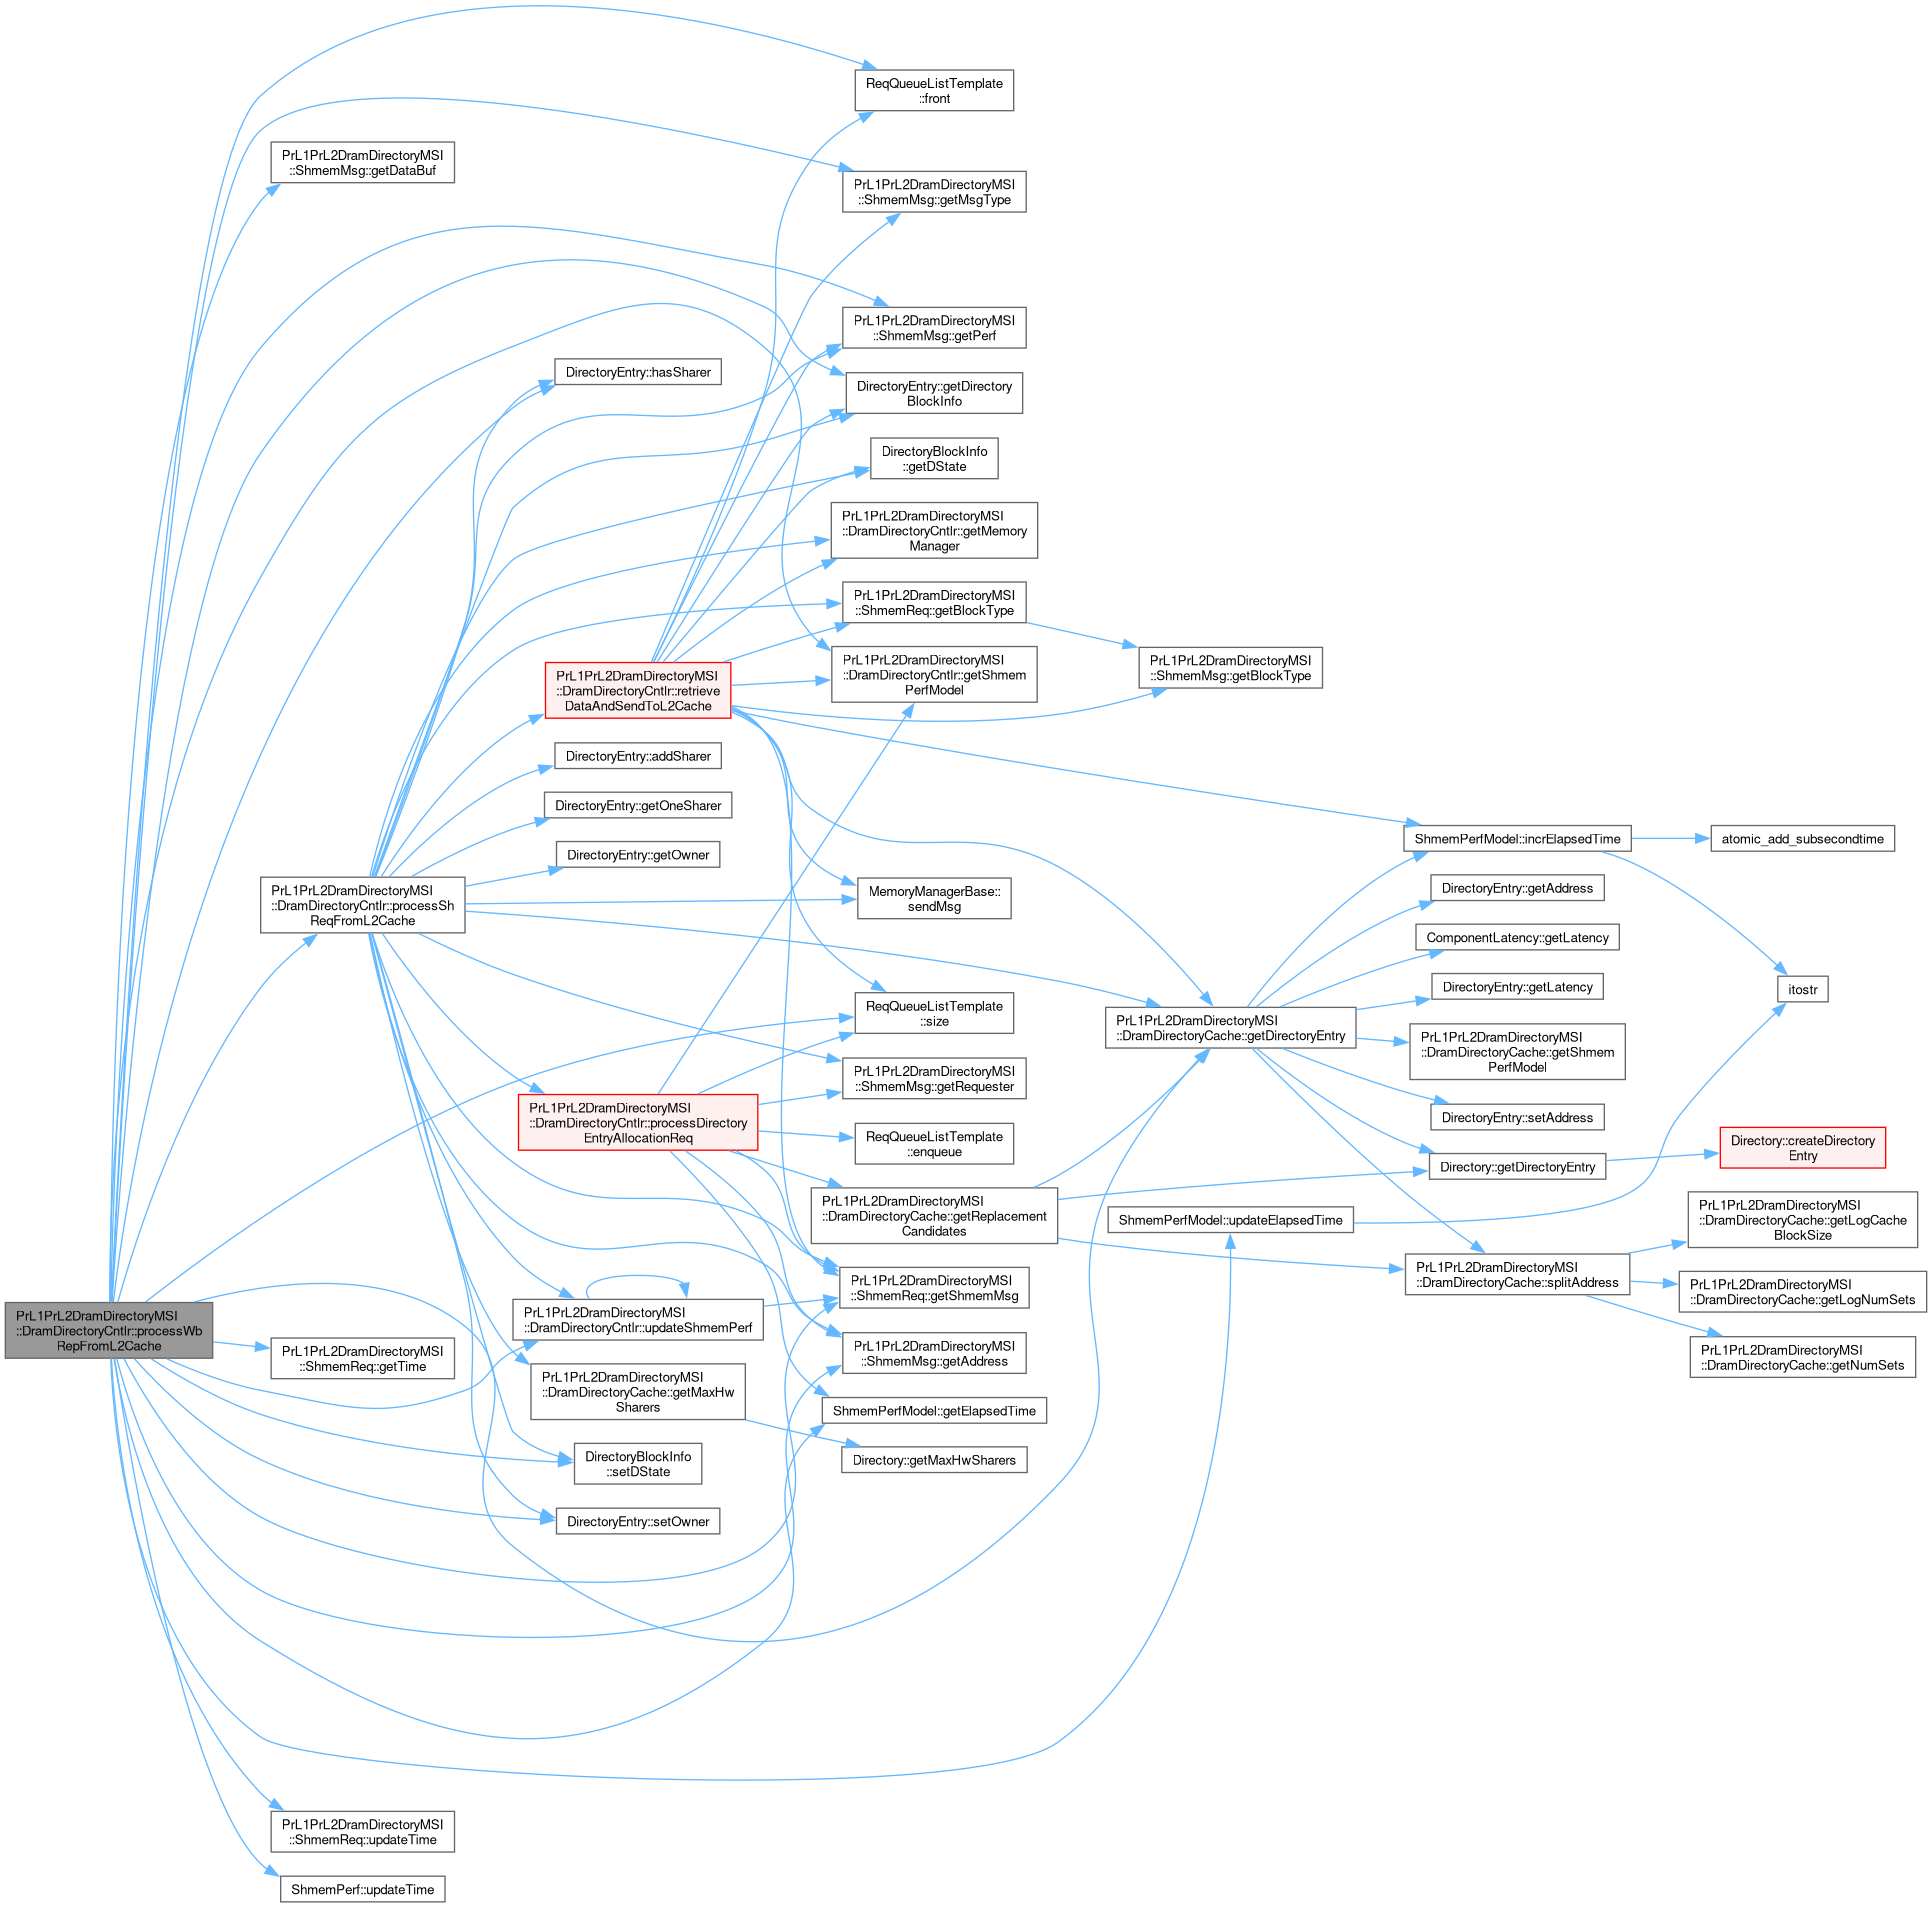 ReqQueueListTemplate
::front
PrL1PrL2DramDirectoryMSI
::ShmemMsg::getDataBuf
PrL1PrL2DramDirectoryMSI
::ShmemMsg::getMsgType
PrL1PrL2DramDirectoryMSI
::ShmemMsg::getPerf
DirectoryEntry::hasSharer
DirectoryEntry::getDirectory
BlockInfo
DirectoryBlockInfo
::getDState
PrL1PrL2DramDirectoryMSI
::DramDirectoryCntlr::getMemory
Manager
PrL1PrL2DramDirectoryMSI
::ShmemReq::getBlockType
PrL1PrL2DramDirectoryMSI
::DramDirectoryCntlr::retrieve
DataAndSendToL2Cache
PrL1PrL2DramDirectoryMSI
::DramDirectoryCntlr::getShmem
PerfModel
PrL1PrL2DramDirectoryMSI
::ShmemMsg::getBlockType
DirectoryEntry::addSharer
DirectoryEntry::getOneSharer
DirectoryEntry::getOwner
ShmemPerfModel::incrElapsedTime
atomic_add_subsecondtime
PrL1PrL2DramDirectoryMSI
::DramDirectoryCntlr::processSh
ReqFromL2Cache
MemoryManagerBase::
sendMsg
DirectoryEntry::getAddress
ComponentLatency::getLatency
DirectoryEntry::getLatency
itostr
ReqQueueListTemplate
::size
PrL1PrL2DramDirectoryMSI
::DramDirectoryCache::getDirectoryEntry
PrL1PrL2DramDirectoryMSI
::DramDirectoryCache::getShmem
PerfModel
PrL1PrL2DramDirectoryMSI
::ShmemMsg::getRequester
PrL1PrL2DramDirectoryMSI
::DramDirectoryCntlr::processDirectory
EntryAllocationReq
DirectoryEntry::setAddress
ReqQueueListTemplate
::enqueue
Directory::createDirectory
Entry
Directory::getDirectoryEntry
PrL1PrL2DramDirectoryMSI
::DramDirectoryCache::getReplacement
Candidates
ShmemPerfModel::updateElapsedTime
PrL1PrL2DramDirectoryMSI
::DramDirectoryCache::getLogCache
BlockSize
PrL1PrL2DramDirectoryMSI
::DramDirectoryCache::splitAddress
PrL1PrL2DramDirectoryMSI
::DramDirectoryCache::getLogNumSets
PrL1PrL2DramDirectoryMSI
::DramDirectoryCache::getNumSets
PrL1PrL2DramDirectoryMSI
::ShmemReq::getShmemMsg
PrL1PrL2DramDirectoryMSI
::DramDirectoryCntlr::updateShmemPerf
PrL1PrL2DramDirectoryMSI
::DramDirectoryCntlr::processWb
RepFromL2Cache
PrL1PrL2DramDirectoryMSI
::ShmemReq::getTime
PrL1PrL2DramDirectoryMSI
::ShmemMsg::getAddress
PrL1PrL2DramDirectoryMSI
::DramDirectoryCache::getMaxHw
Sharers
ShmemPerfModel::getElapsedTime
Directory::getMaxHwSharers
DirectoryBlockInfo
::setDState
DirectoryEntry::setOwner
PrL1PrL2DramDirectoryMSI
::ShmemReq::updateTime
ShmemPerf::updateTime